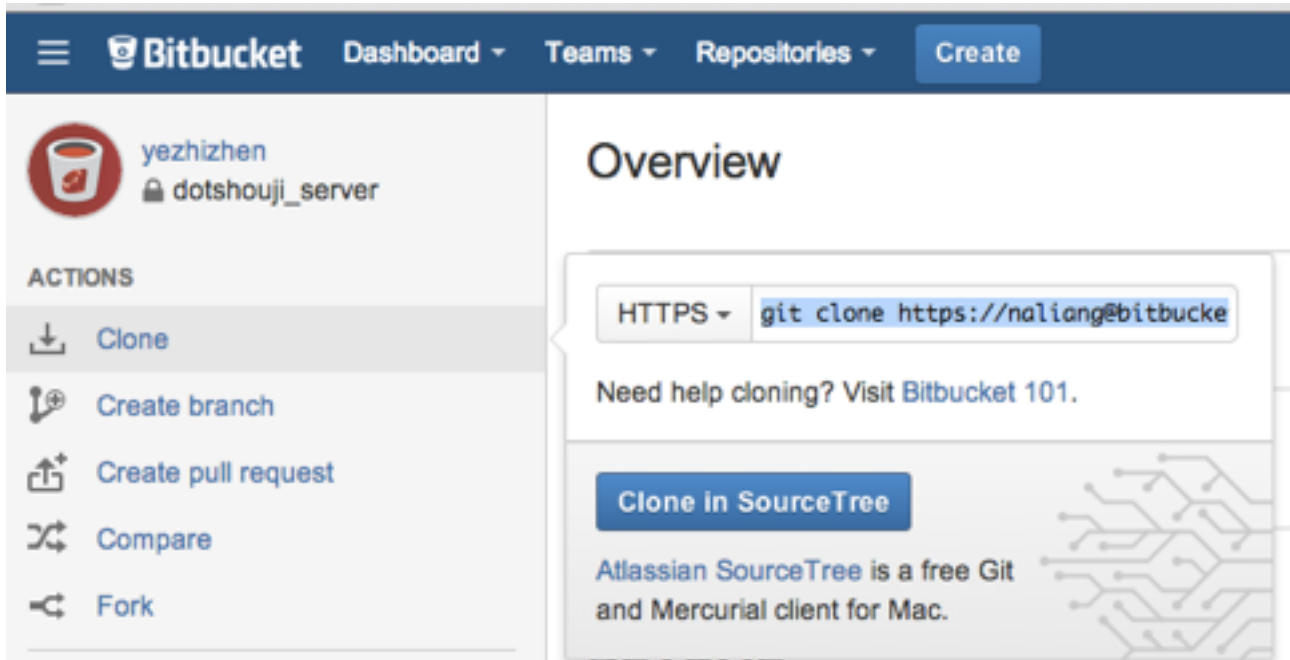 Bitbucket Dashboard Teams Repositories Create
yezhizhen
dotshouji_server
ACTIONS
Clone
Create branch
Create pull request
Compare
Fork
Overview
HTTPS git clone https://naliang@bitbucke
Need help cloning? Visit Bitbucket 101.
Clone in SourceTree
Atlassian SourceTree is a free Git
and Mercurial client for Mac.